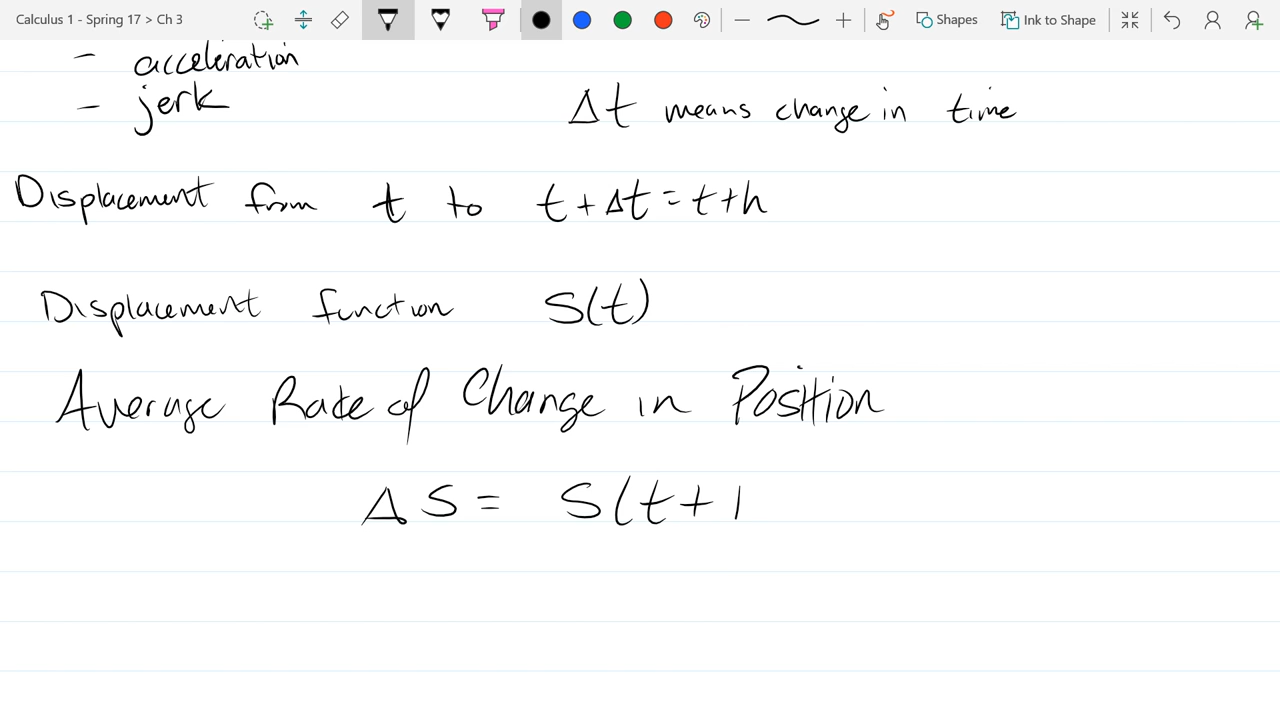 Calculus 1 - Spring 17 > Ch 3
Shapes
Ink to Shape
- acceleration
- jerk
Δt means change in time
Displacement from t to t + Δt = t + h
Displacement function S(t)
Average Rate of Change in Position
ΔS = S(t + l